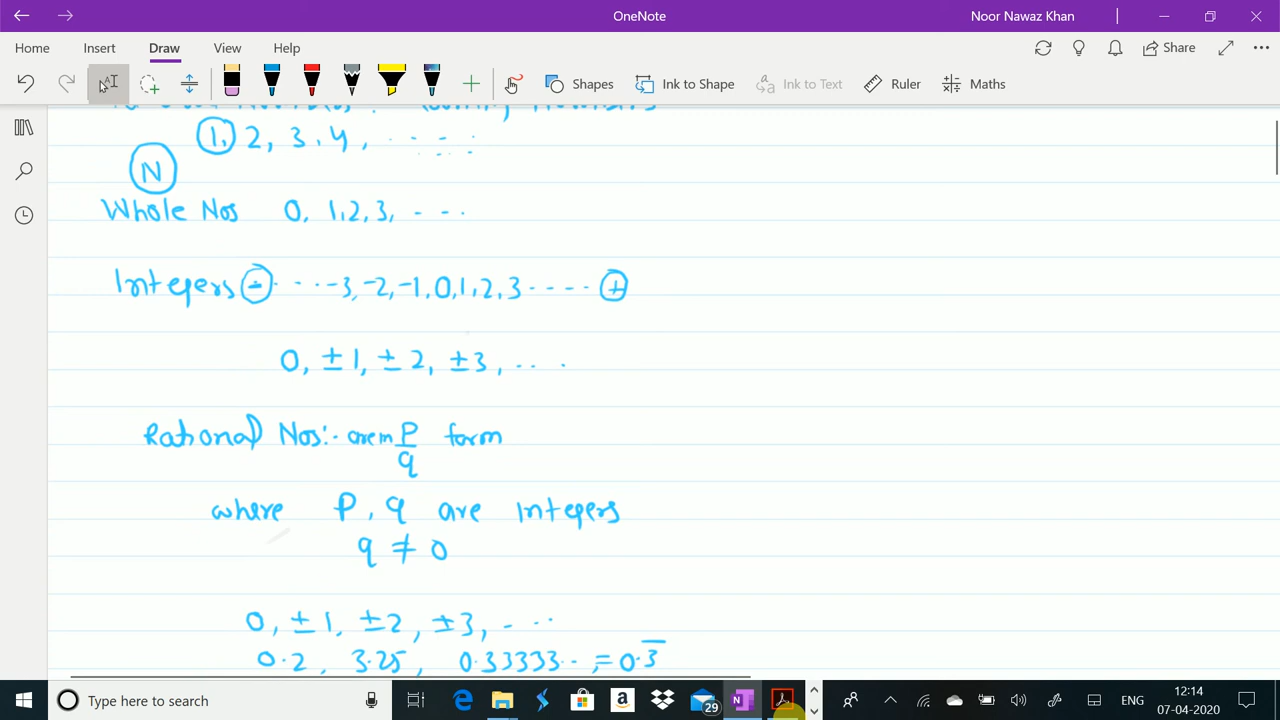 OneNote
Noor Nawaz Khan
Home Insert Draw View Help
Share
Shapes Ink to Shape Ink to Text Ruler Maths
1, 2, 3, 4, ......
N
Whole Nos 0, 1, 2, 3, ....
Integers - ... -3, -2, -1, 0, 1, 2, 3 ..... +
0, ±1, ±2, ±3, ....
Rational Nos:- are in P/q form
where P, q are Integers
q ≠ 0
0, ±1, ±2, ±3, ....
0.2, 3.25, 0.33333.. = 0.3̅
Type here to search
29
ENG
12:14
07-04-2020